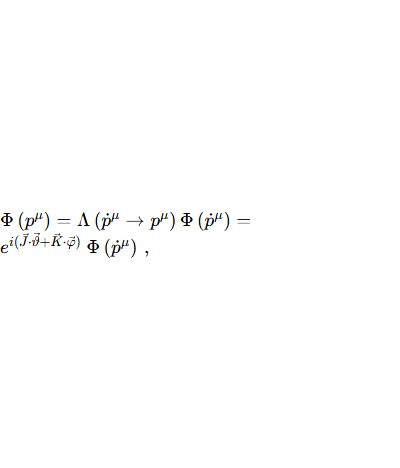 Φ (p^μ) = Λ (ṗ^μ → p^μ) Φ (ṗ^μ) =
e^{i(J⃗·ϑ⃗+K⃗·φ⃗)} Φ (ṗ^μ) ,